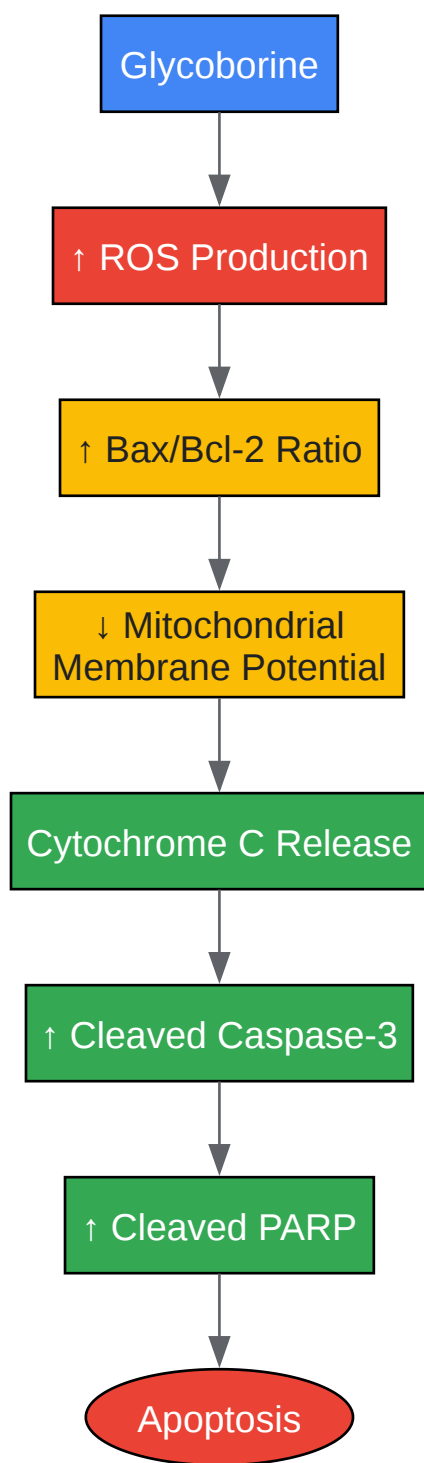 Glycoborine
↑ ROS Production
↑ Bax/Bcl-2 Ratio
↓ Mitochondrial
Membrane Potential
Cytochrome C Release
↑ Cleaved Caspase-3
↑ Cleaved PARP
Apoptosis